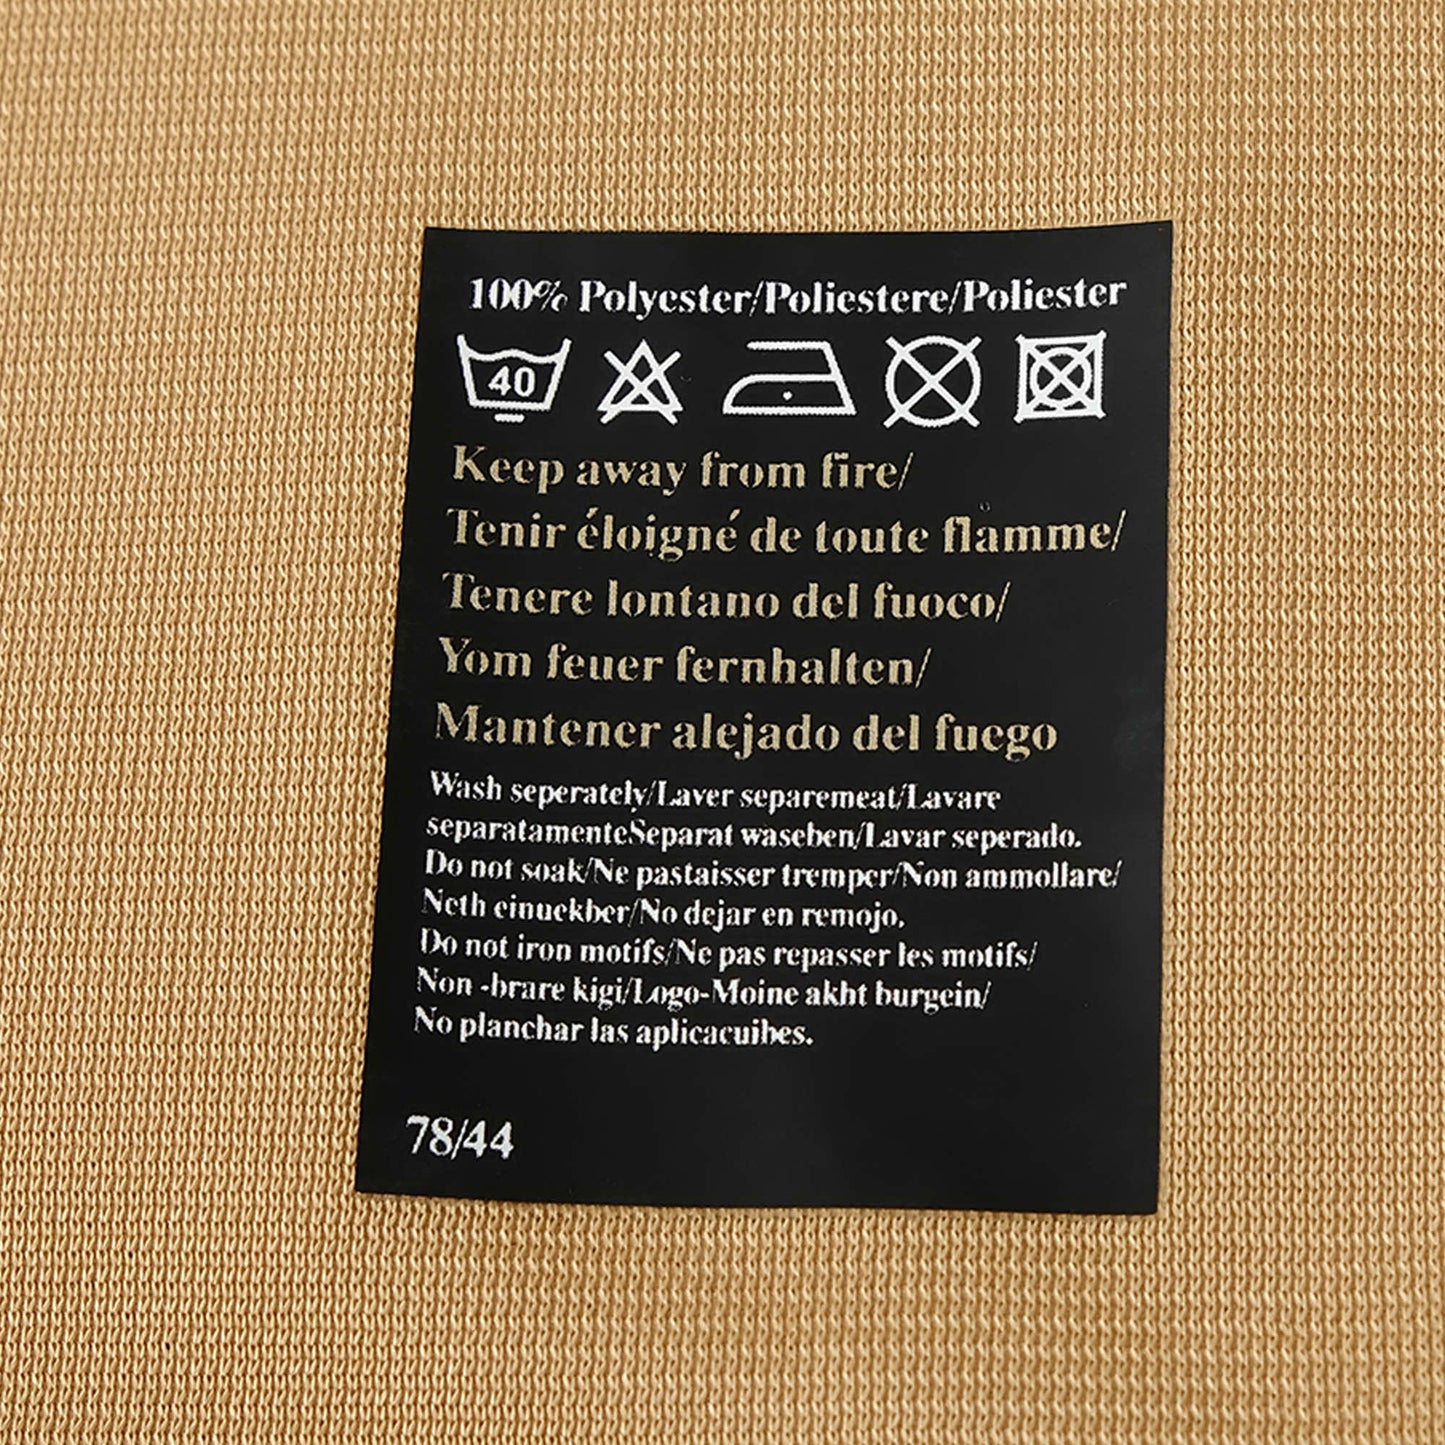 100% Polyester/Poliestere/Poliester
40
Keep away from fire/
Tenir éloigné de toute flamme/
Tenere lontano del fuoco/
Yom feuer fernhalten/
Mantener alejado del fuego
Wash seperately/Laver separemeat/Lavare
separatamenteSeparat wascben/Lavar seperado.
Do not soak/Ne pastaisser tremper/Non ammollare/
Neth einuekber/No dejar en remojo.
Do not iron motifs/Ne pas repasser les motifs/
Non -brare kigi/Logo-Moine akht burgein/
No planchar las aplicacuibes.
78/44